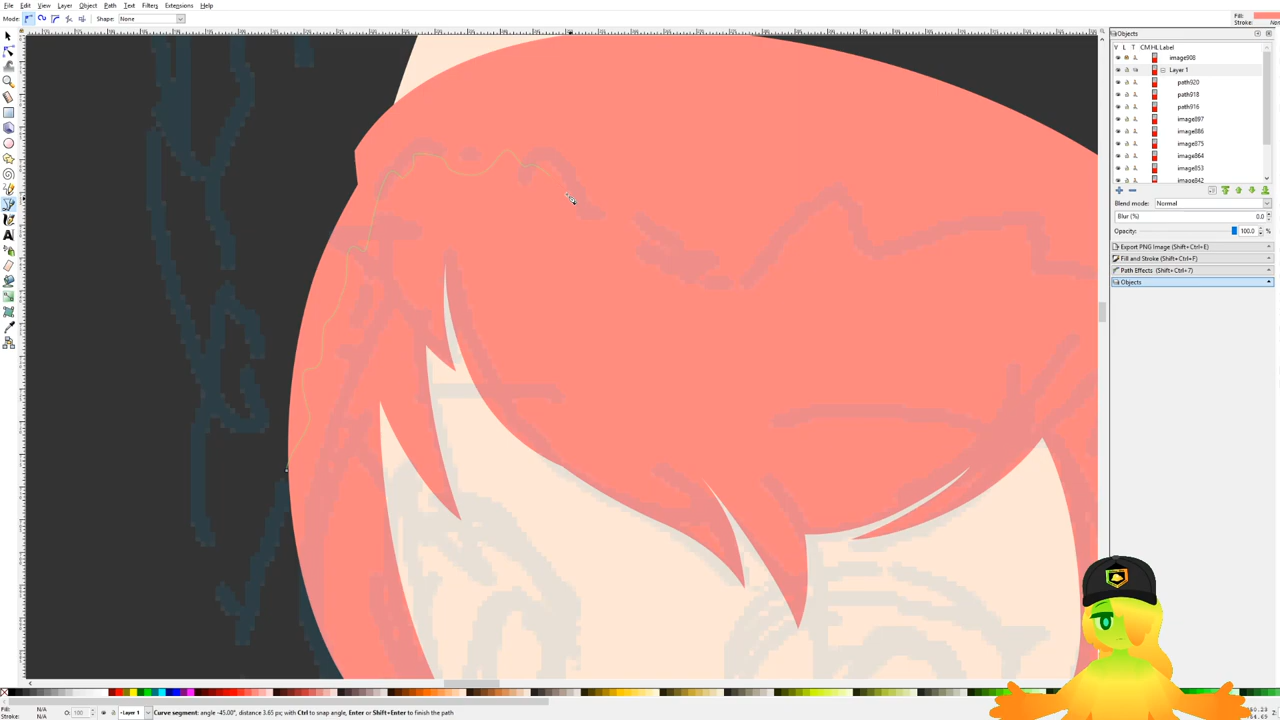 File Edit View Layer Object Path Text Filters Extensions Help
Mode: Shape: None
Fill:
Stroke:
Objects
V L T CM HL Label
image908
Layer 1
path920
path918
path916
image897
image886
image875
image864
image853
image842
Blend mode: Normal
Blur (%) 0.0
Opacity: 100.0 %
Export PNG Image (Shift+Ctrl+E)
Fill and Stroke (Shift+Ctrl+F)
Path Effects (Shift+Ctrl+7)
Objects
Fill: N/A
Stroke: N/A
O: 100
Layer 1
Curve segment: angle -45.00°, distance 3.65 px; with Ctrl to snap angle, Enter or Shift+Enter to finish the path